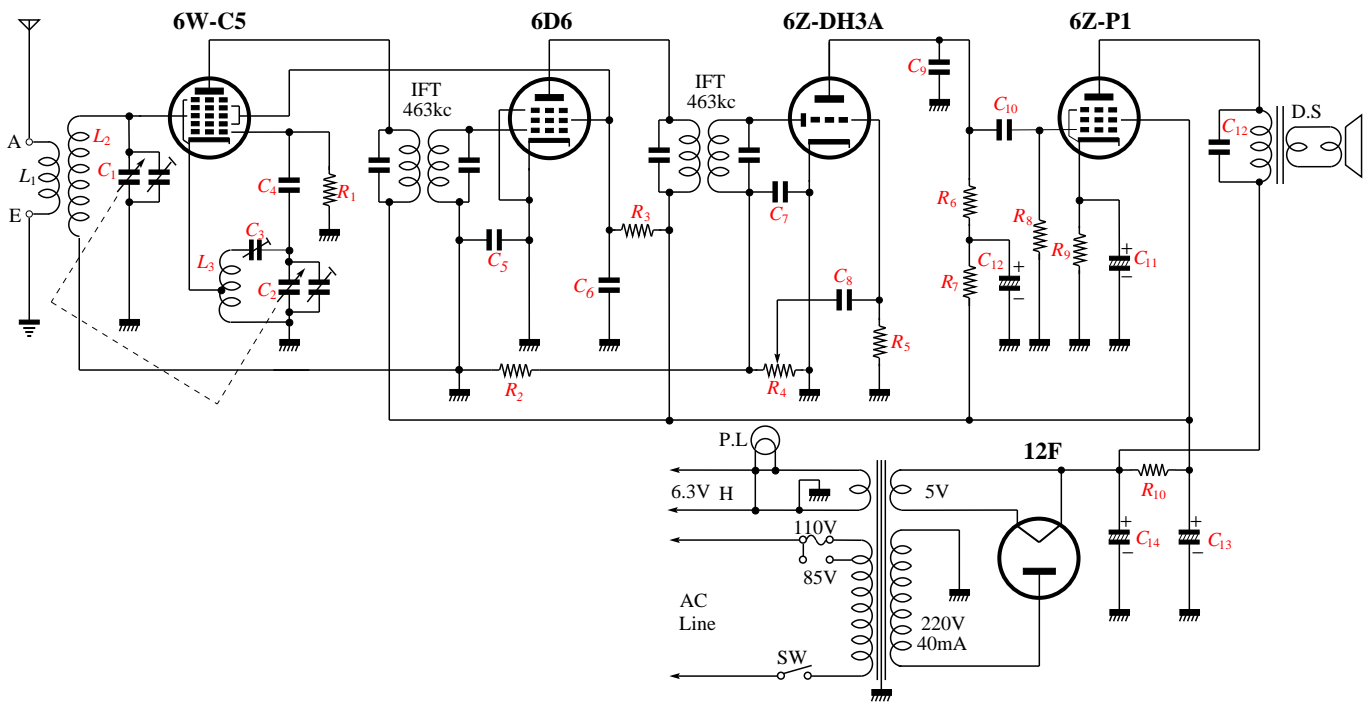 6W-C5
6D6
6Z-DH3A
6Z-P1
A
E
L1
L2
C1
C4
R1
C3
L3
C2
IFT
463kc
C5
R2
R3
C6
IFT
463kc
C7
C8
R4
R5
C9
C10
R6
R7
C12
+
−
R8
R9
+
C11
−
C12
D.S
P.L
6.3V H
110V
85V
AC
Line
SW
5V
220V
40mA
12F
R10
+
C14
−
+
C13
−